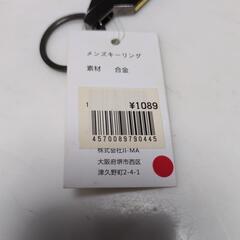 メンズキーリング
素材 合金
1
¥1089
4570089790445
株式会社II-MA
大阪府堺市西区
津久野町2-4-1